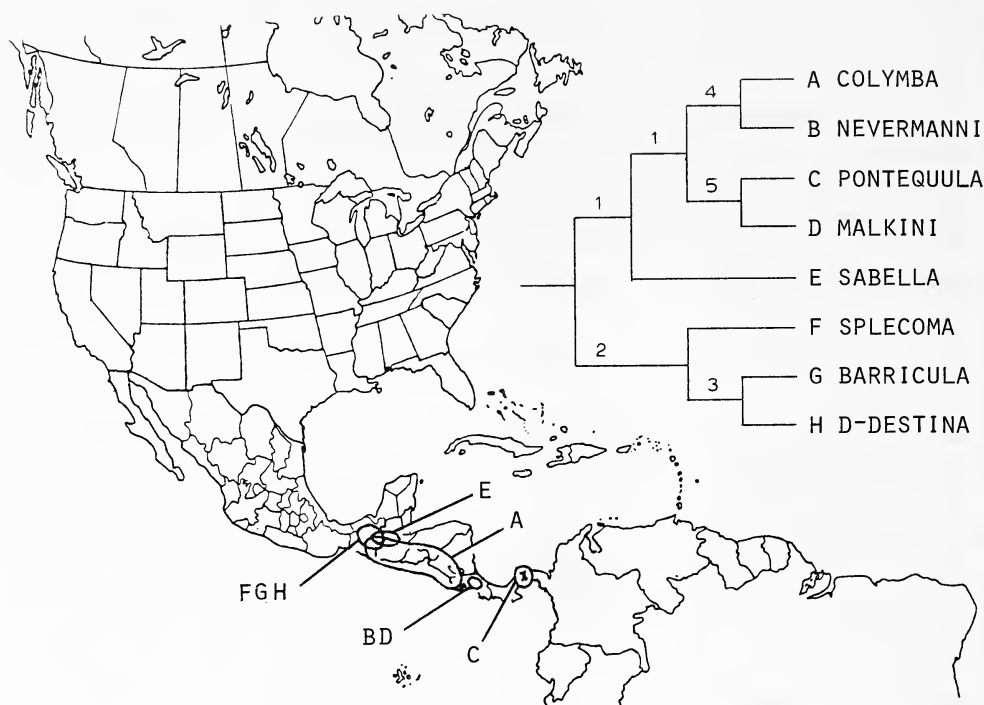 4
A COLYMBA
1
B NEVERMANNI
5
C PONTEQUULA
1
D MALKINI
E SABELLA
2
F SPLECOMA
3
G BARRICULA
H D-DESTINA
E
A
FGH
BD
C